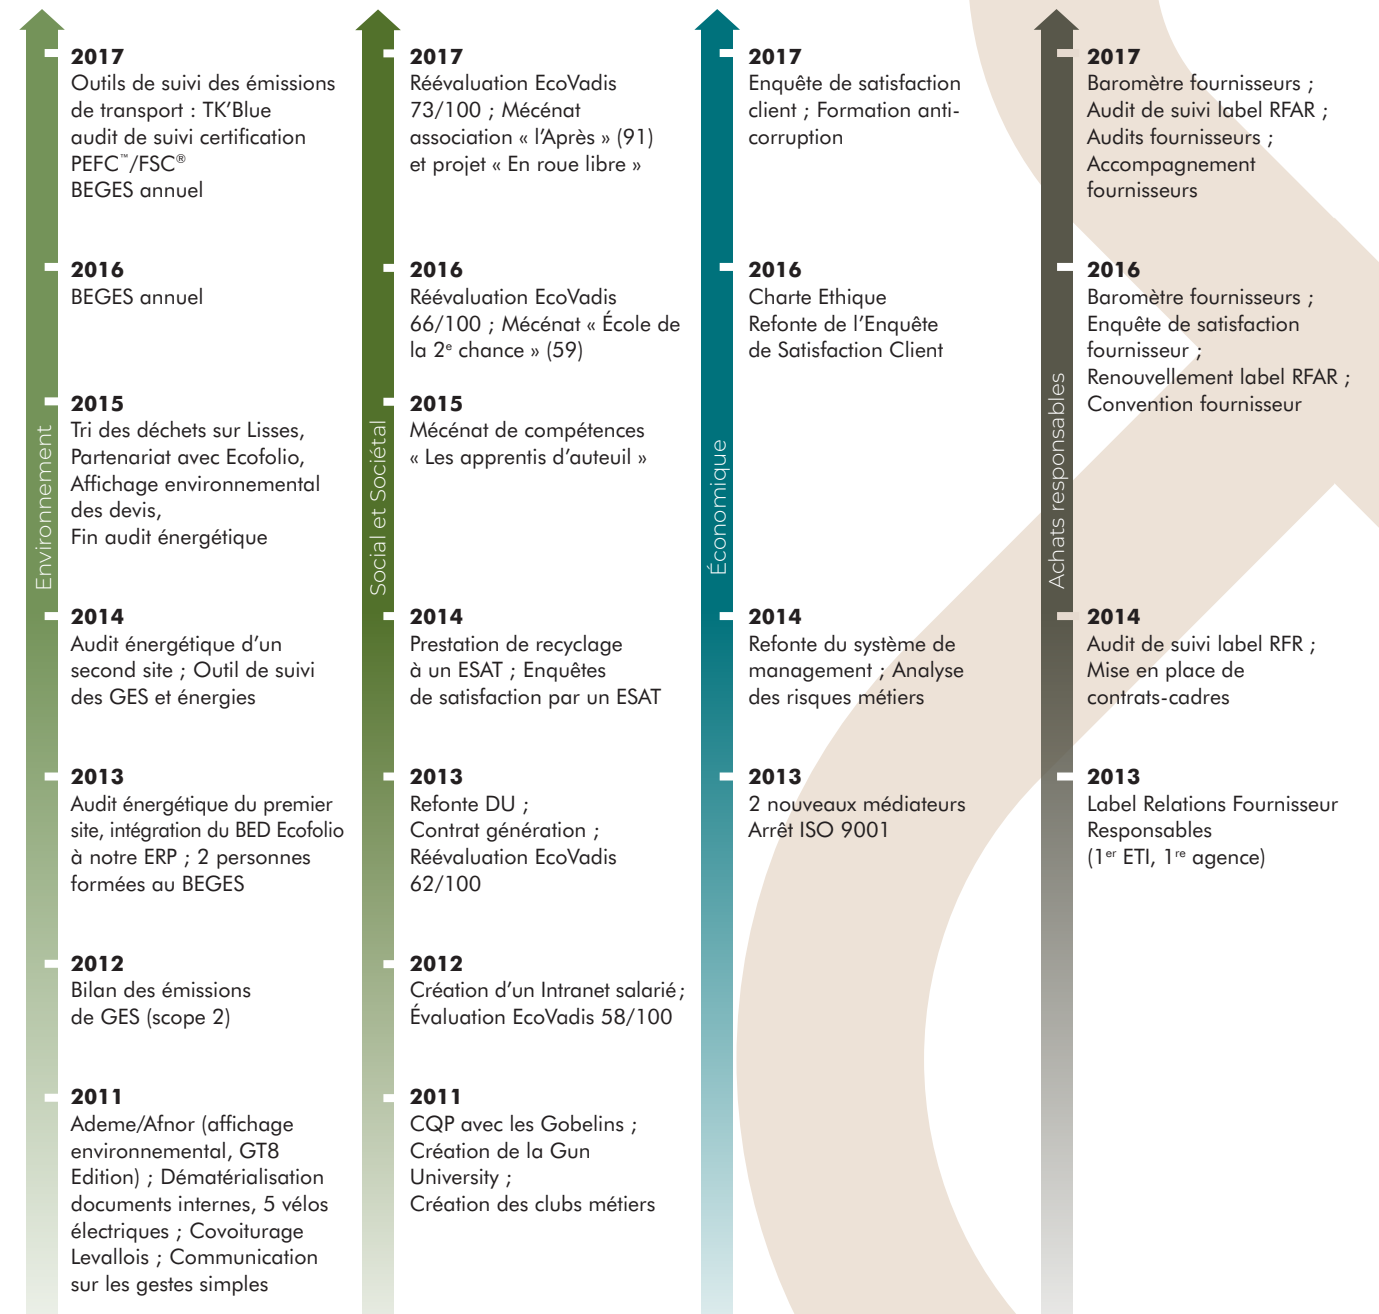 Environnement
2017
Outils de suivi des émissions
de transport : TK’Blue
audit de suivi certification
PEFC™/FSC®
BEGES annuel
2016
BEGES annuel
2015
Tri des déchets sur Lisses,
Partenariat avec Ecofolio,
Affichage environnemental
des devis,
Fin audit énergétique
2014
Audit énergétique d’un
second site ; Outil de suivi
des GES et énergies
2013
Audit énergétique du premier
site, intégration du BED Ecofolio
à notre ERP ; 2 personnes
formées au BEGES
2012
Bilan des émissions
de GES (scope 2)
2011
Ademe/Afnor (affichage
environnemental, GT8
Edition) ; Dématérialisation
documents internes, 5 vélos
électriques ; Covoiturage
Levallois ; Communication
sur les gestes simples
Social et Sociétal
2017
Réévaluation EcoVadis
73/100 ; Mécénat
association « l’Après » (91)
et projet « En roue libre »
2016
Réévaluation EcoVadis
66/100 ; Mécénat « École de
la 2e chance » (59)
2015
Mécénat de compétences
« Les apprentis d’auteuil »
2014
Prestation de recyclage
à un ESAT ; Enquêtes
de satisfaction par un ESAT
2013
Refonte DU ;
Contrat génération ;
Réévaluation EcoVadis
62/100
2012
Création d’un Intranet salarié ;
Évaluation EcoVadis 58/100
2011
CQP avec les Gobelins ;
Création de la Gun
University ;
Création des clubs métiers
Économique
2017
Enquête de satisfaction
client ; Formation anti-
corruption
2016
Charte Ethique
Refonte de l’Enquête
de Satisfaction Client
2014
Refonte du système de
management ; Analyse
des risques métiers
2013
2 nouveaux médiateurs
Arrêt ISO 9001
Achats responsables
2017
Baromètre fournisseurs ;
Audit de suivi label RFAR ;
Audits fournisseurs ;
Accompagnement
fournisseurs
2016
Baromètre fournisseurs ;
Enquête de satisfaction
fournisseur ;
Renouvellement label RFAR ;
Convention fournisseur
2014
Audit de suivi label RFR ;
Mise en place de
contrats-cadres
2013
Label Relations Fournisseur
Responsables
(1er ETI, 1re agence)